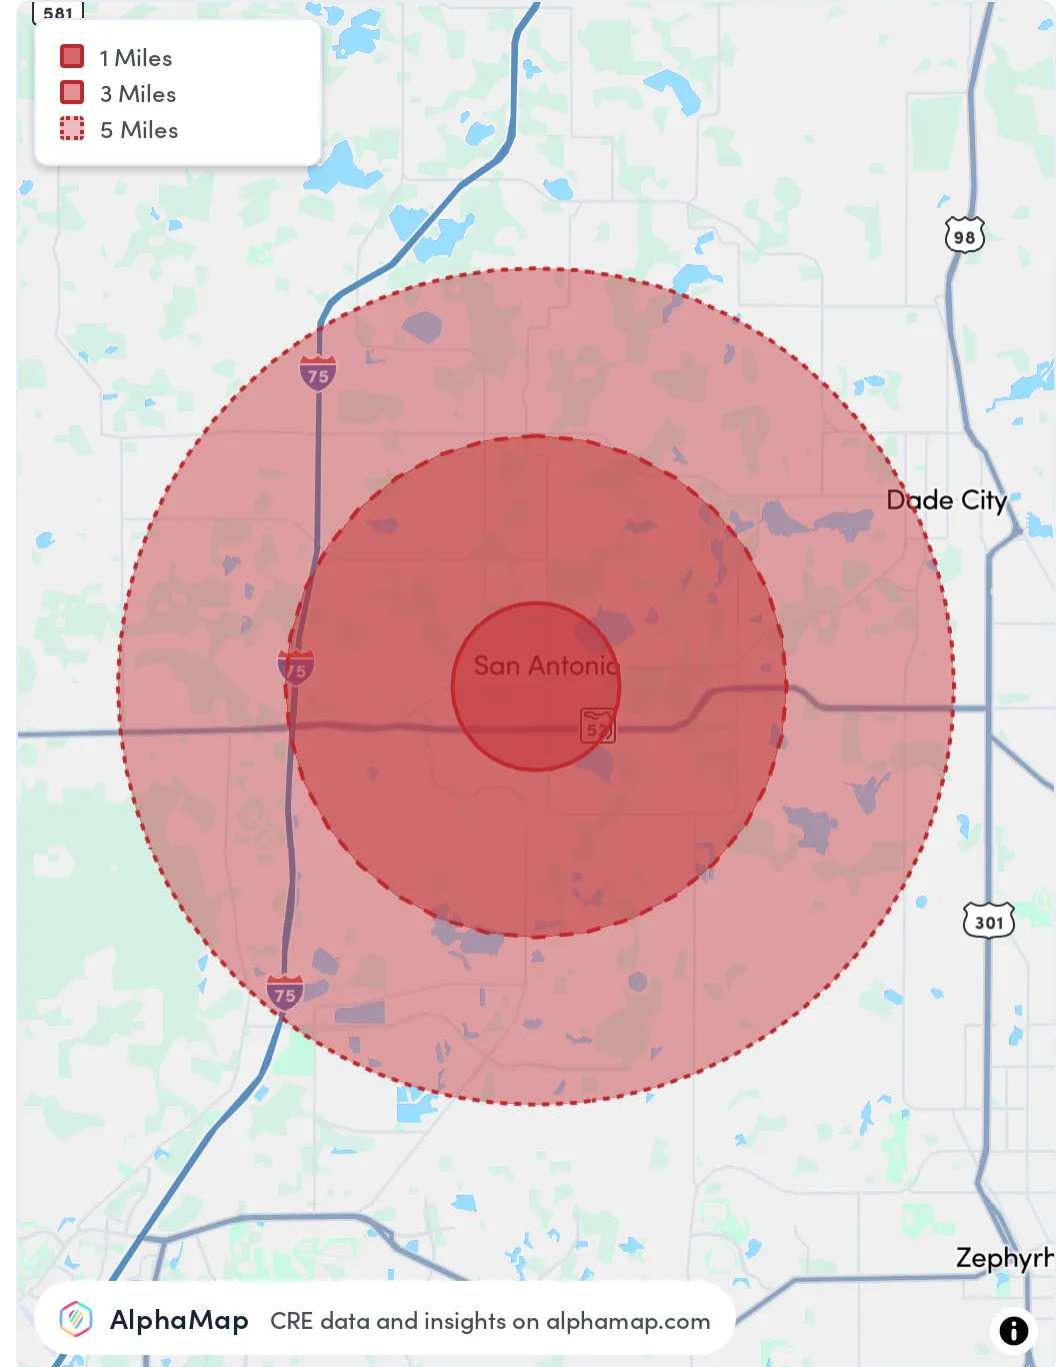 581
1 Miles
3 Miles
5 Miles
98
75
Dade City
San Antonio
75
52
301
75
Zephyrh
AlphaMap CRE data and insights on alphamap.com